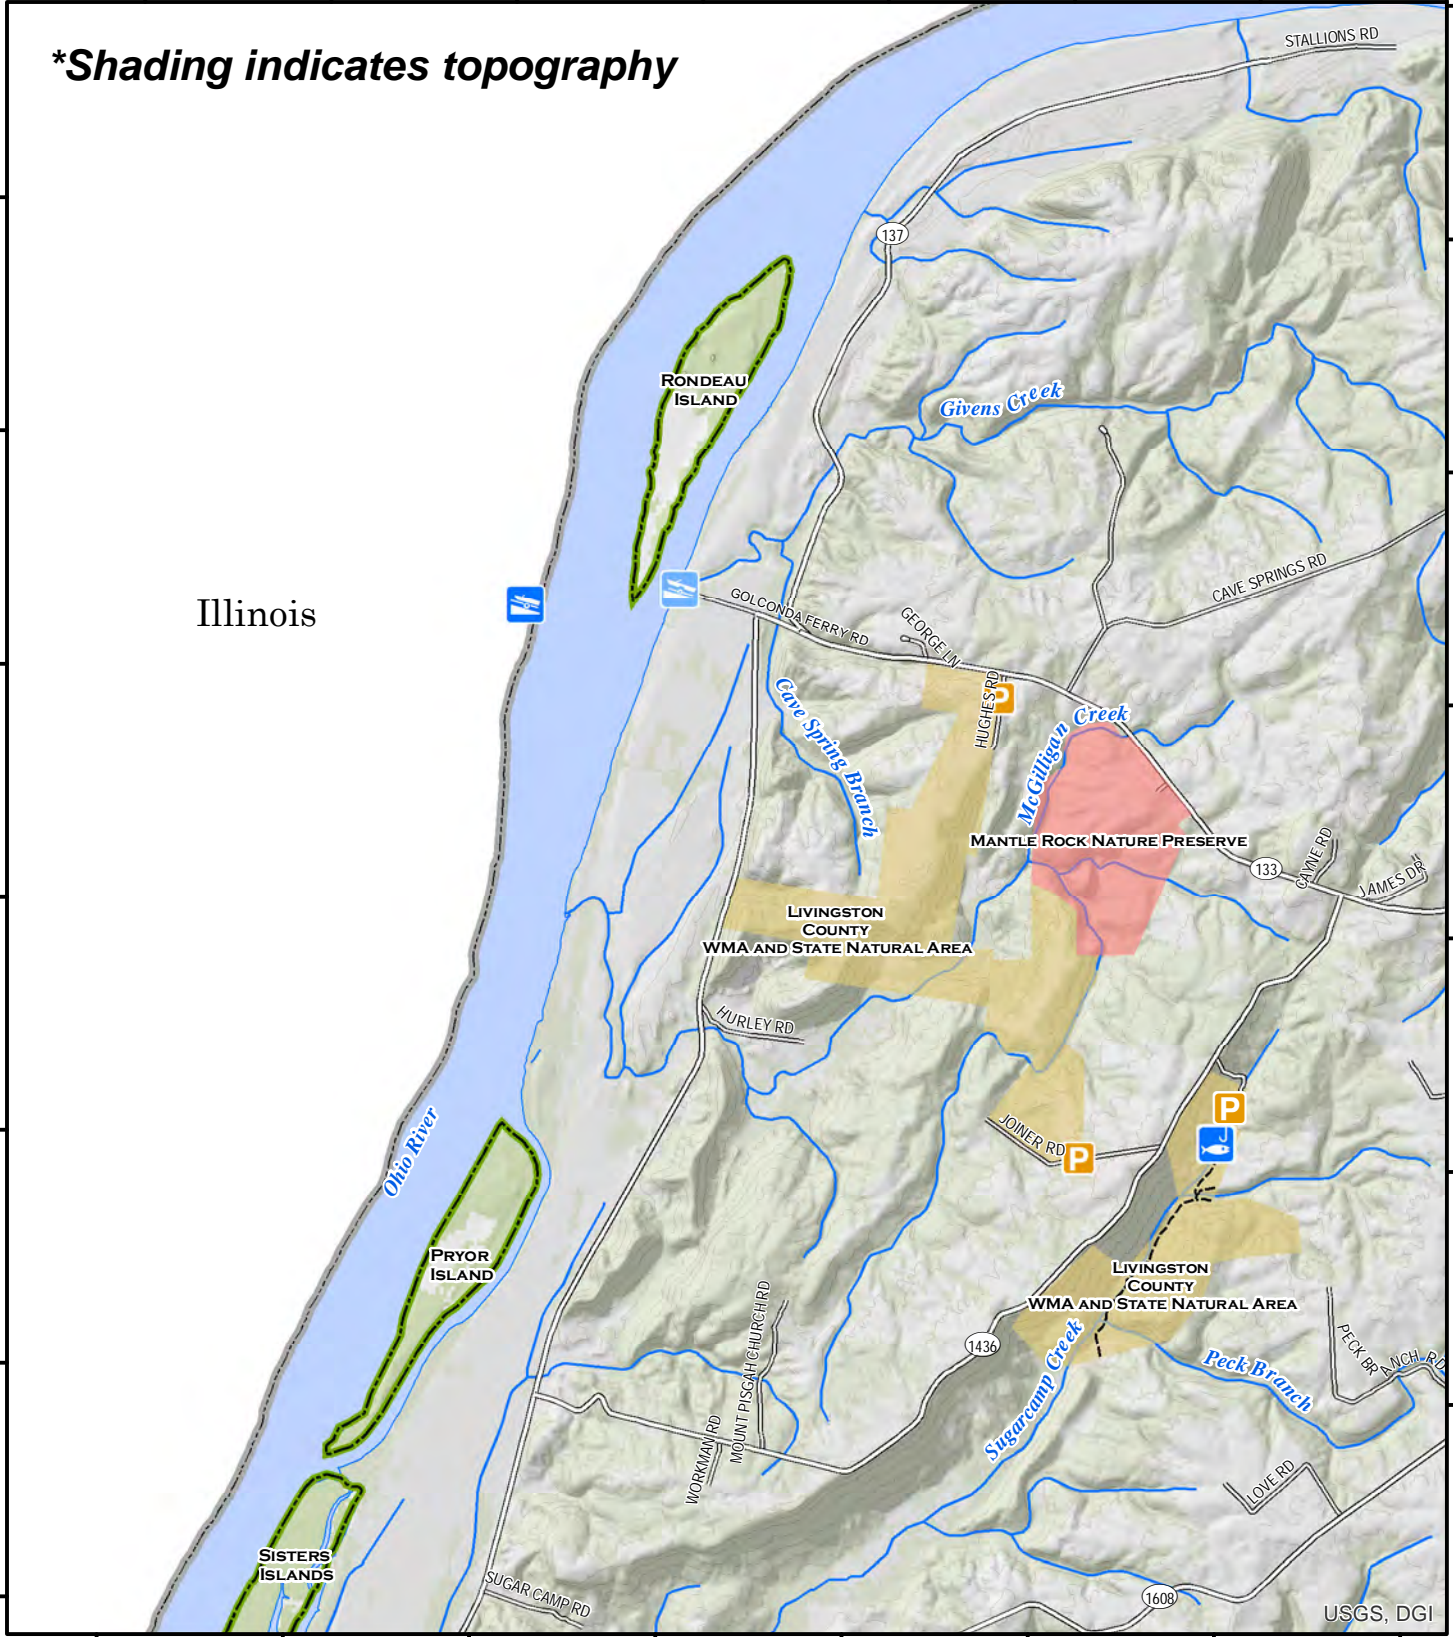 *Shading indicates topography
STALLIONS RD
137
RONDEAU
ISLAND
Givens Creek
Illinois
GOLCONDA FERRY RD
GEORGE LN
CAVE SPRINGS RD
HUGHES RD
P
Cave Spring Branch
McGilligan Creek
MANTLE ROCK NATURE PRESERVE
133
CAYNE RD
JAMES DR
LIVINGSTON
COUNTY
WMA AND STATE NATURAL AREA
HURLEY RD
Ohio River
JOINER RD
P
P
PRYOR
ISLAND
LIVINGSTON
COUNTY
WMA AND STATE NATURAL AREA
1436
Sugarcamp Creek
Peck Branch
PECK BRANCH RD
MOUNT PISGAH CHURCH RD
WORKMAN RD
LOVE RD
SISTERS
ISLANDS
SUGAR CAMP RD
1608
USGS, DGI